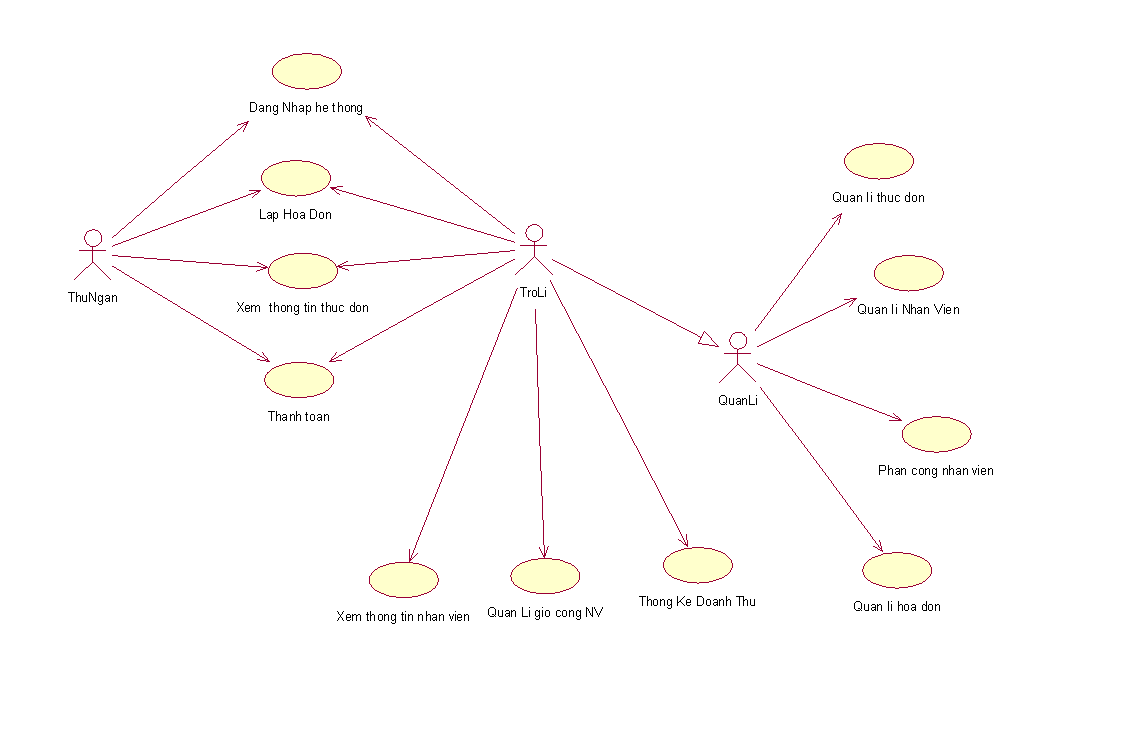 Dang Nhap he thong
Lap Hoa Don
Xem thong tin thuc don
Thanh toan
ThuNgan
TroLi
QuanLi
Quan li thuc don
Quan li Nhan Vien
Phan cong nhan vien
Quan li hoa don
Xem thong tin nhan vien
Quan Li gio cong NV
Thong Ke Doanh Thu